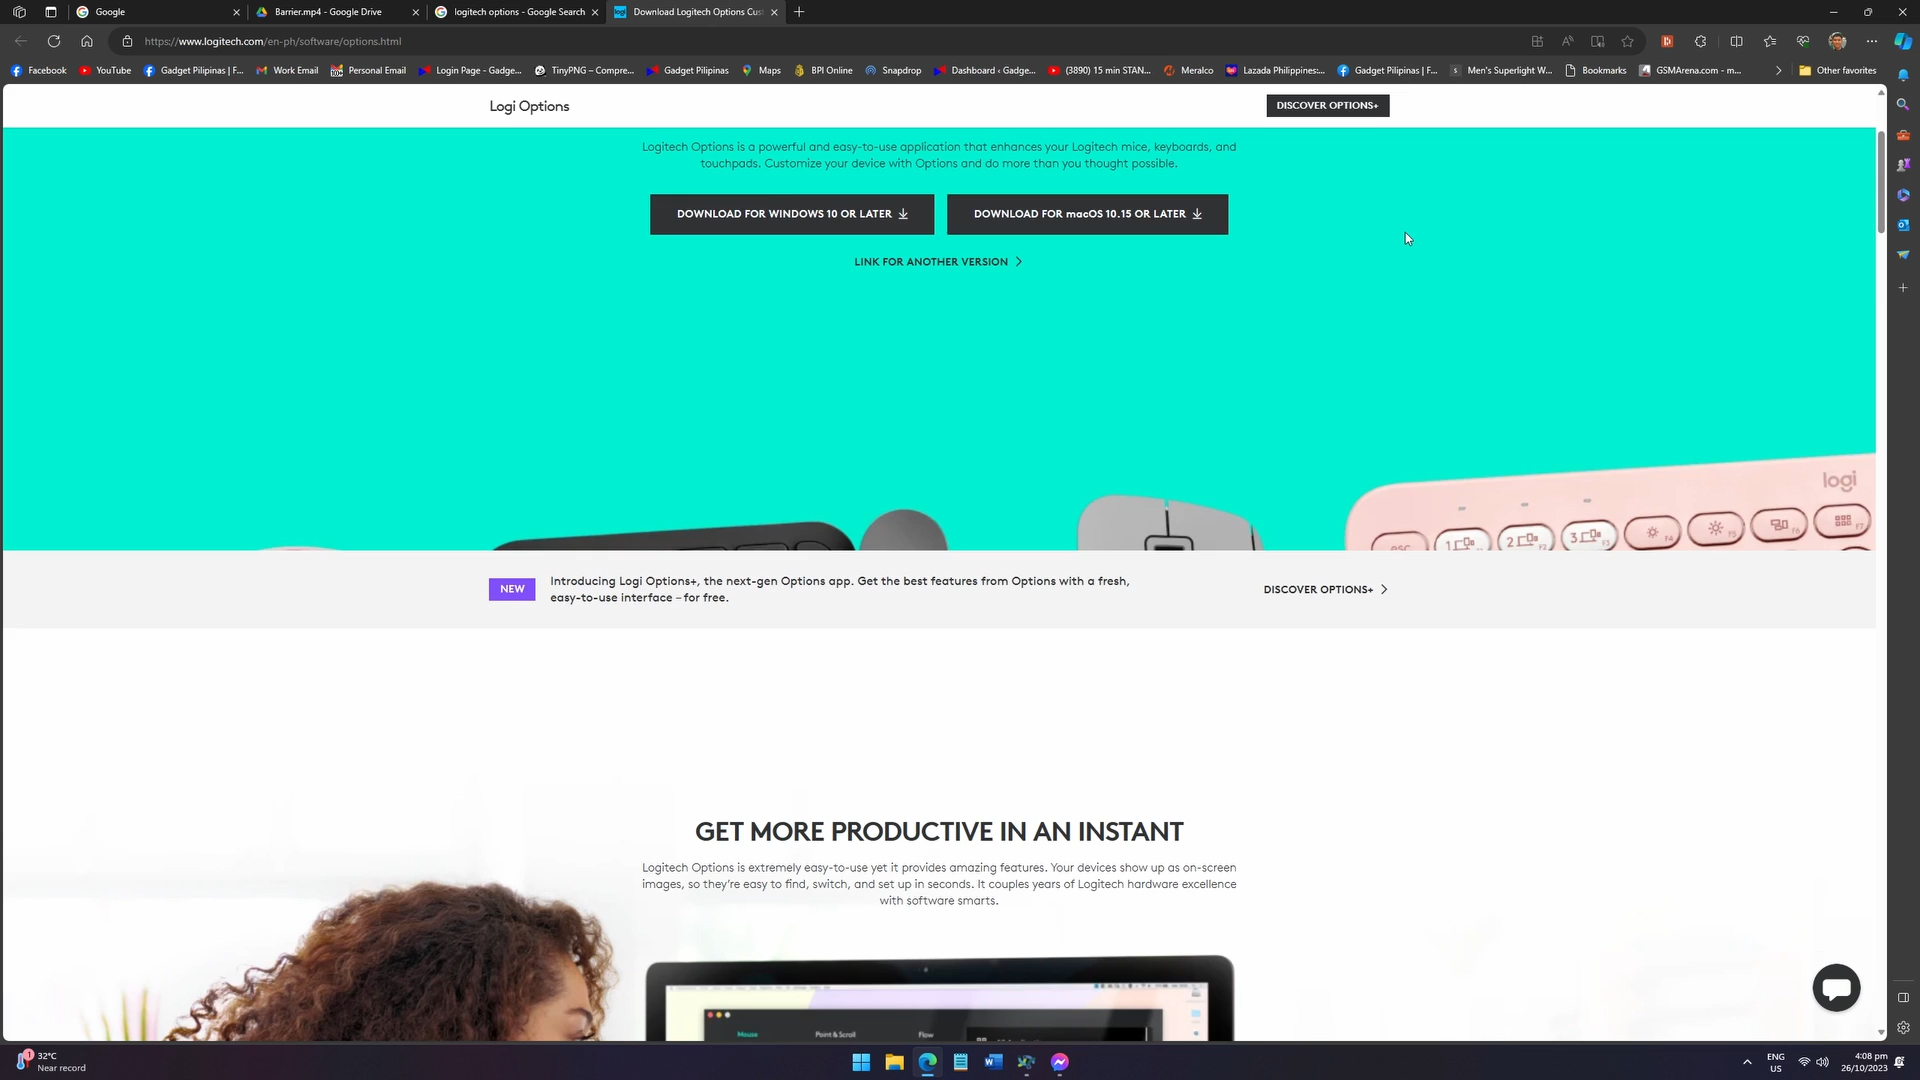 Google
Barrier.mp4 - Google Drive
logitech options - Google Search
Download Logitech Options Cus
https://www.logitech.com/en-ph/software/options.html
Facebook
YouTube
Gadget Pilipinas | F...
Work Email
Personal Email
Login Page - Gadge...
TinyPNG – Compre...
Gadget Pilipinas
Maps
BPI Online
Snapdrop
Dashboard ‹ Gadge...
(3890) 15 min STAN...
Meralco
Lazada Philippines:...
Gadget Pilipinas | F...
Men's Superlight W...
Bookmarks
GSMArena.com - m...
Other favorites
Logi Options
DISCOVER OPTIONS+
Logitech Options is a powerful and easy-to-use application that enhances your Logitech mice, keyboards, and
touchpads. Customize your device with Options and do more than you thought possible.
DOWNLOAD FOR WINDOWS 10 OR LATER
DOWNLOAD FOR macOS 10.15 OR LATER
LINK FOR ANOTHER VERSION
logi
NEW
Introducing Logi Options+, the next-gen Options app. Get the best features from Options with a fresh,
easy-to-use interface – for free.
DISCOVER OPTIONS+
GET MORE PRODUCTIVE IN AN INSTANT
Logitech Options is extremely easy-to-use yet it provides amazing features. Your devices show up as on-screen
images, so they're easy to find, switch, and set up in seconds. It couples years of Logitech hardware excellence
with software smarts.
Mouse
Point & Scroll
Flow
1
32°C
Near record
ENG
US
4:08 pm
26/10/2023